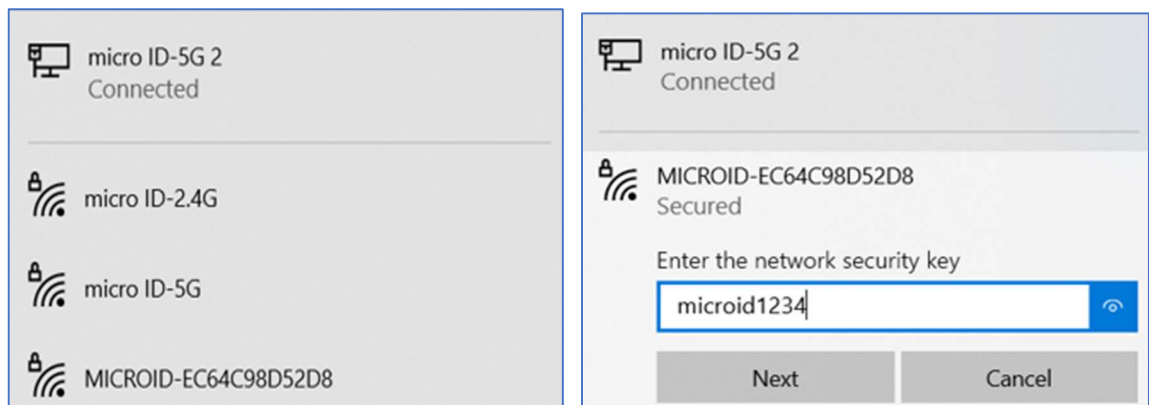 micro ID-5G 2
Connected
micro ID-2.4G
micro ID-5G
MICROID-EC64C98D52D8
micro ID-5G 2
Connected
MICROID-EC64C98D52D8
Secured
Enter the network security key
microid1234
Next
Cancel